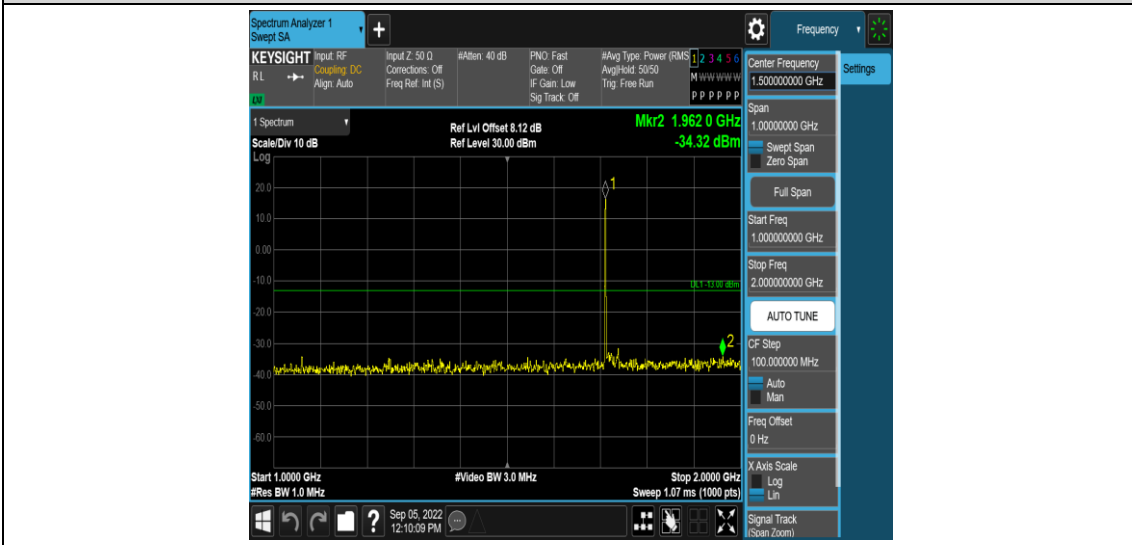 Spectrum Analyzer 1
Swept SA
+
Frequency
KEYSIGHT
Input: RF
Coupling: DC
Align: Auto
R L
LXI
Input Z: 50 Ω
Corrections: Off
Freq Ref: Int (S)
#Atten: 40 dB
PNO: Fast
Gate: Off
IF Gain: Low
Sig Track: Off
#Avg Type: Power (RMS
Avg|Hold: 50/50
Trig: Free Run
1 2 3 4 5 6
M W W W W W
P P P P P P
Center Frequency
1.500000000 GHz
Settings
Span
1.00000000 GHz
Swept Span
Zero Span
Full Span
Start Freq
1.000000000 GHz
Stop Freq
2.000000000 GHz
AUTO TUNE
CF Step
100.000000 MHz
Auto
Man
Freq Offset
0 Hz
X Axis Scale
Log
Lin
Signal Track
(Span Zoom)
1 Spectrum
Scale/Div 10 dB
Log
Ref Lvl Offset 8.12 dB
Ref Level 30.00 dBm
Mkr2 1.962 0 GHz
-34.32 dBm
1
20.0
10.0
0.00
-10.0
DL1 -13.00 dBm
-20.0
-30.0
2
-40.0
-50.0
-60.0
Start 1.0000 GHz
#Res BW 1.0 MHz
#Video BW 3.0 MHz
Stop 2.0000 GHz
Sweep 1.07 ms (1000 pts)
?
Sep 05, 2022
12:10:09 PM